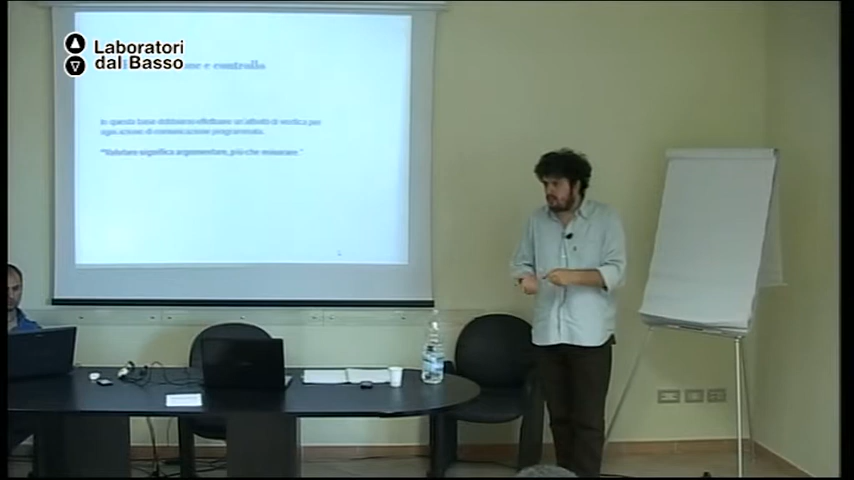 Laboratori
dal Basso
e controllo
In questa fase dobbiamo effettuare un'attività di verifica per
ogni azione di comunicazione programmata.
"Valutare significa argomentare, più che misurare."